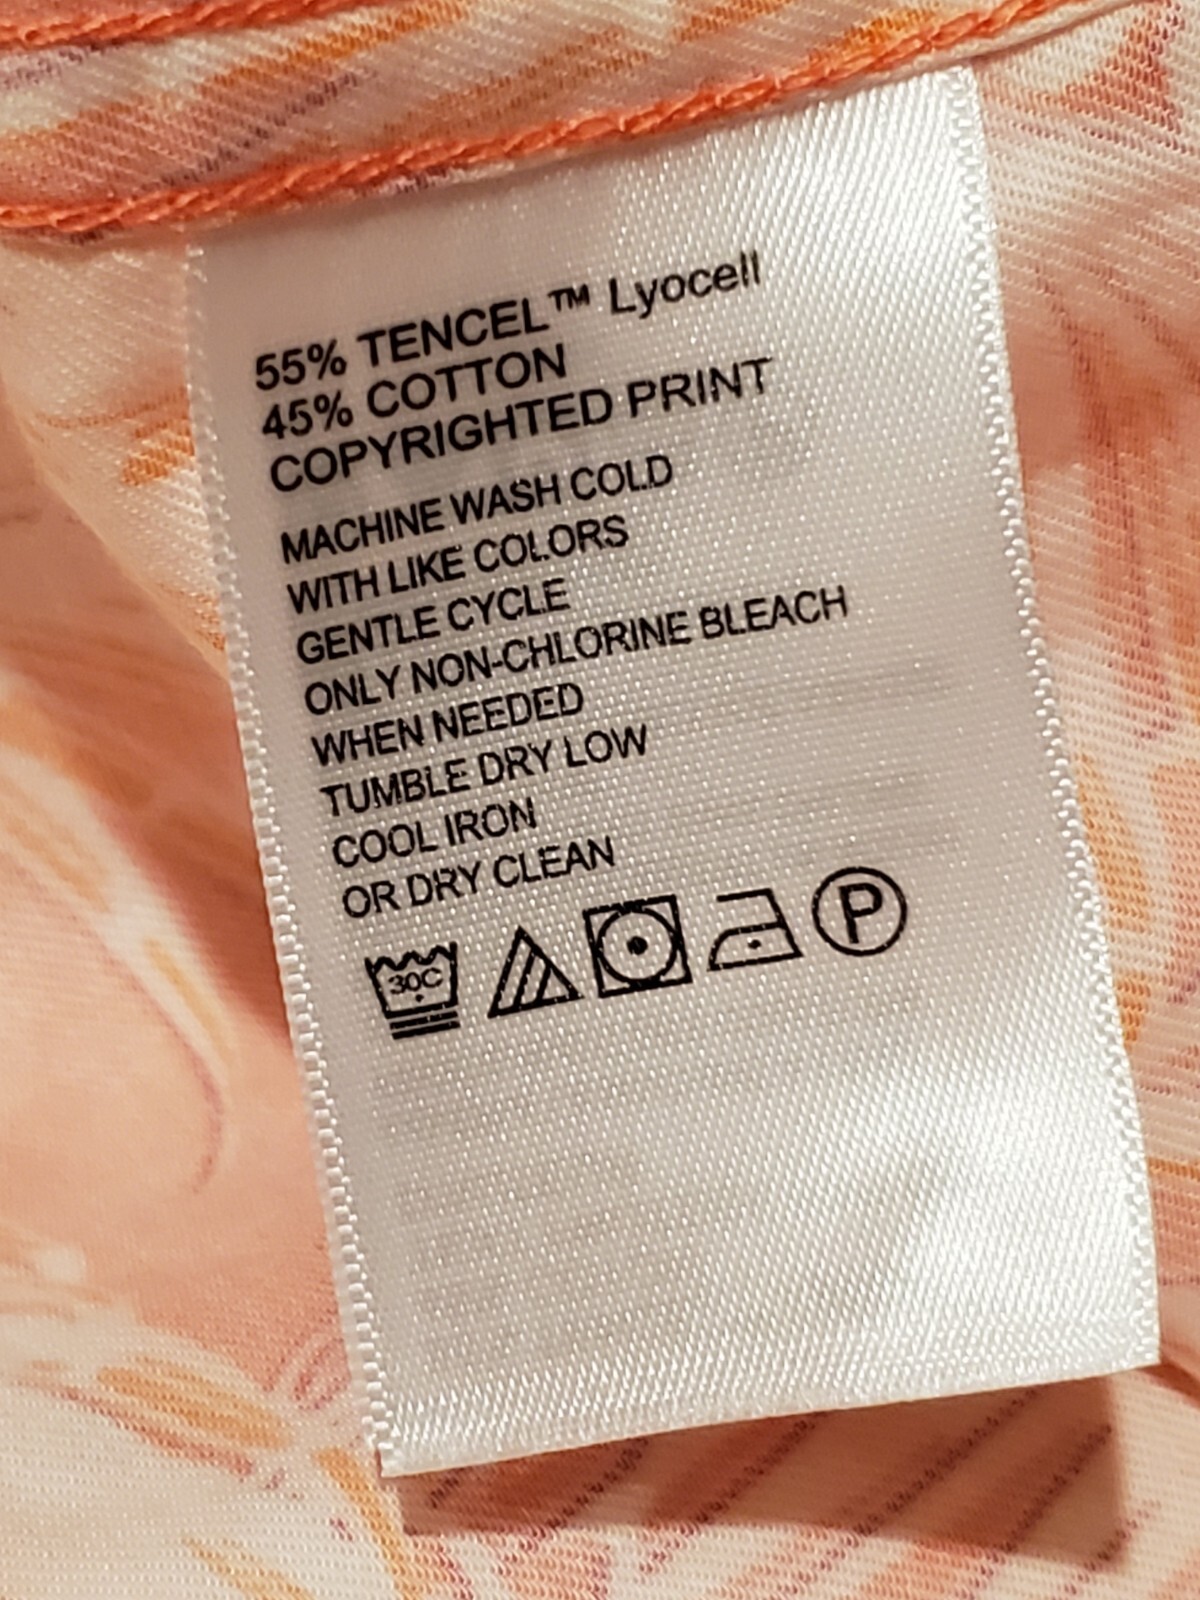 55% TENCEL™ Lyocell
45% COTTON
COPYRIGHTED PRINT
MACHINE WASH COLD
WITH LIKE COLORS
GENTLE CYCLE
ONLY NON-CHLORINE BLEACH
WHEN NEEDED
TUMBLE DRY LOW
COOL IRON
OR DRY CLEAN
30C P